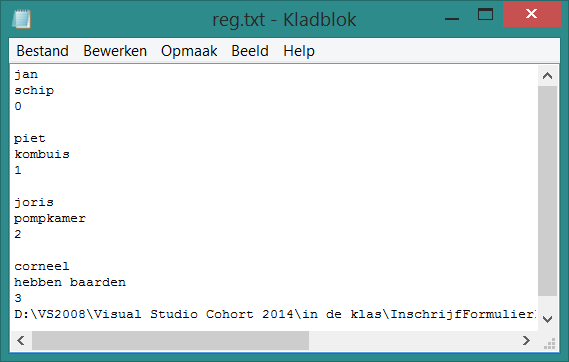 reg.txt - Kladblok
Bestand Bewerken Opmaak Beeld Help
jan
schip
0
piet
kombuis
1
joris
pompkamer
2
corneel
hebben baarden
3
D:\VS2008\Visual Studio Cohort 2014\in de klas\InschrijfFormulier